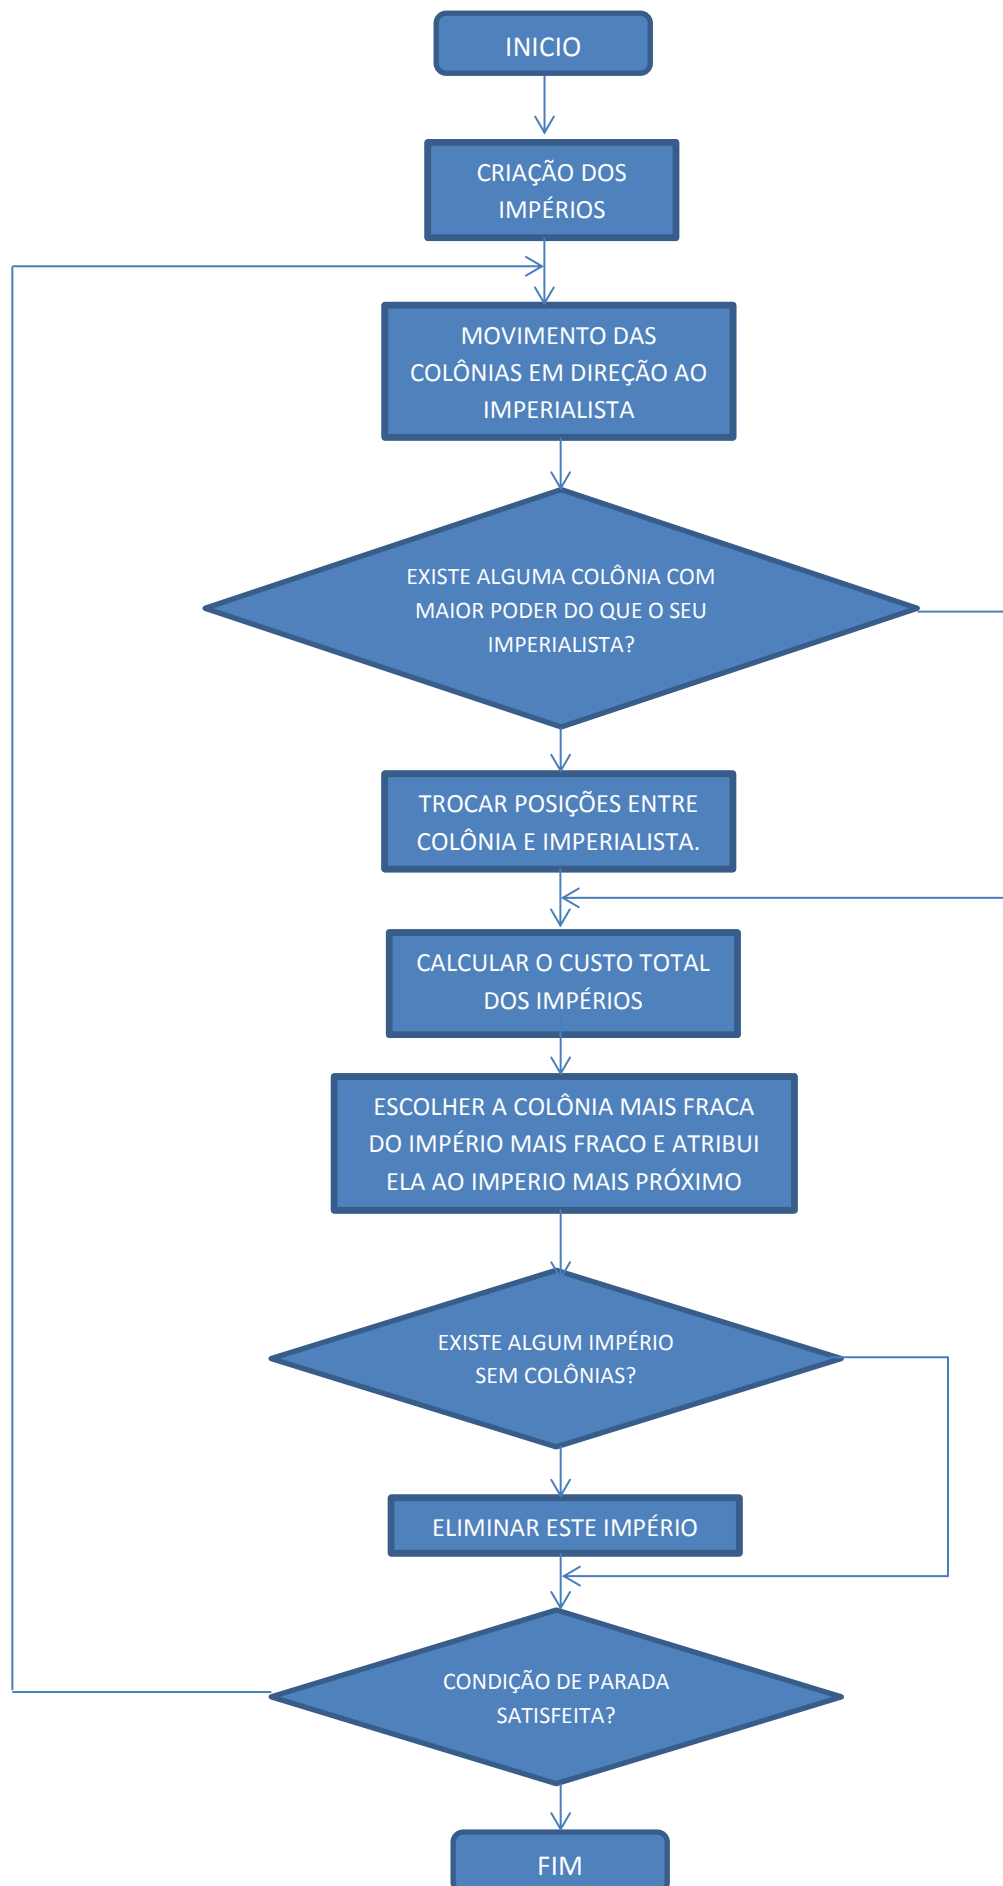 INICIO
CRIAÇÃO DOS
IMPÉRIOS
MOVIMENTO DAS
COLÔNIAS EM DIREÇÃO AO
IMPERIALISTA
EXISTE ALGUMA COLÔNIA COM
MAIOR PODER DO QUE O SEU
IMPERIALISTA?
TROCAR POSIÇÕES ENTRE
COLÔNIA E IMPERIALISTA.
CALCULAR O CUSTO TOTAL
DOS IMPÉRIOS
ESCOLHER A COLÔNIA MAIS FRACA
DO IMPÉRIO MAIS FRACO E ATRIBUI
ELA AO IMPERIO MAIS PRÓXIMO
EXISTE ALGUM IMPÉRIO
SEM COLÔNIAS?
ELIMINAR ESTE IMPÉRIO
CONDIÇÃO DE PARADA
SATISFEITA?
FIM